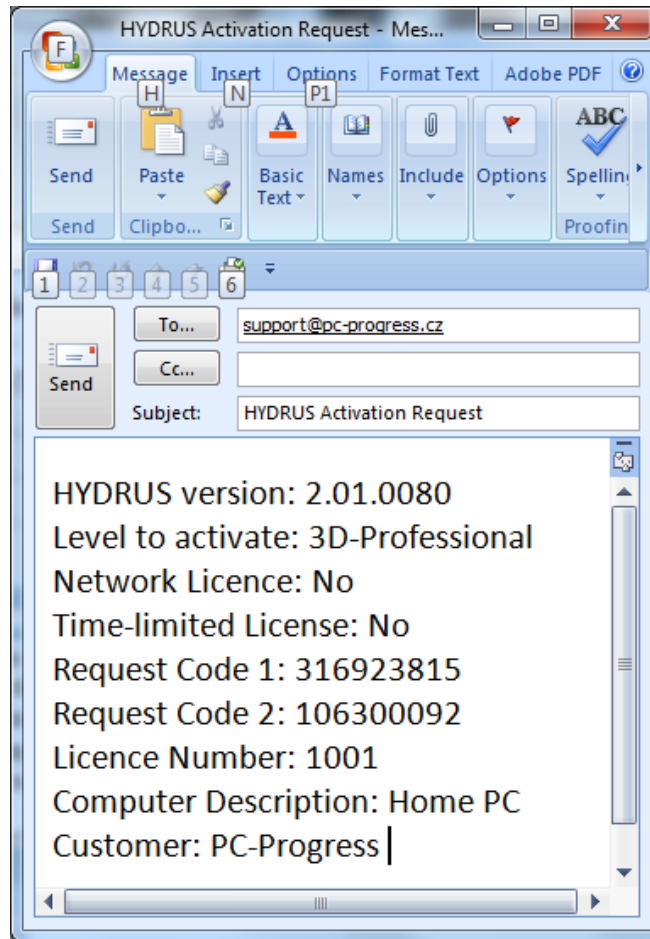 HYDRUS Activation Request - Mes...
F
Message Insert Options Format Text Adobe PDF
H N P1
ABC
Send Paste Basic Text Names Include Options Spelling
Send Clipbo... Proofin
1 2 3 4 5 6
To... support@pc-progress.cz
Cc...
Send
Subject: HYDRUS Activation Request
HYDRUS version: 2.01.0080
Level to activate: 3D-Professional
Network Licence: No
Time-limited License: No
Request Code 1: 316923815
Request Code 2: 106300092
Licence Number: 1001
Computer Description: Home PC
Customer: PC-Progress